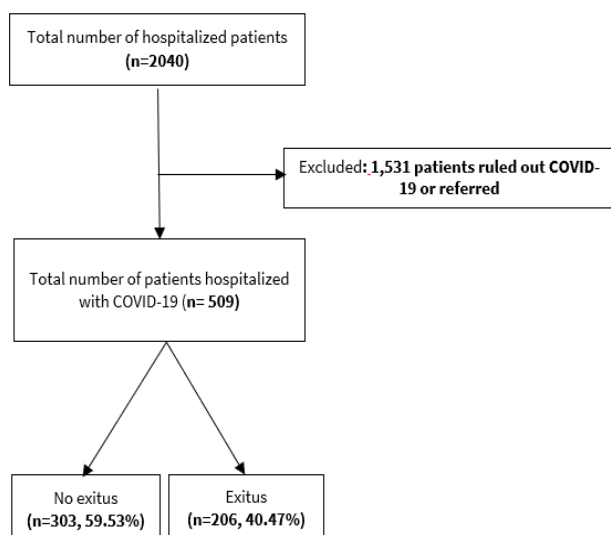 Total number of hospitalized patients
(n=2040)
Excluded: 1,531 patients ruled out COVID-
19 or referred
Total number of patients hospitalized
with COVID-19 (n= 509)
No exitus
(n=303, 59.53%)
Exitus
(n=206, 40.47%)